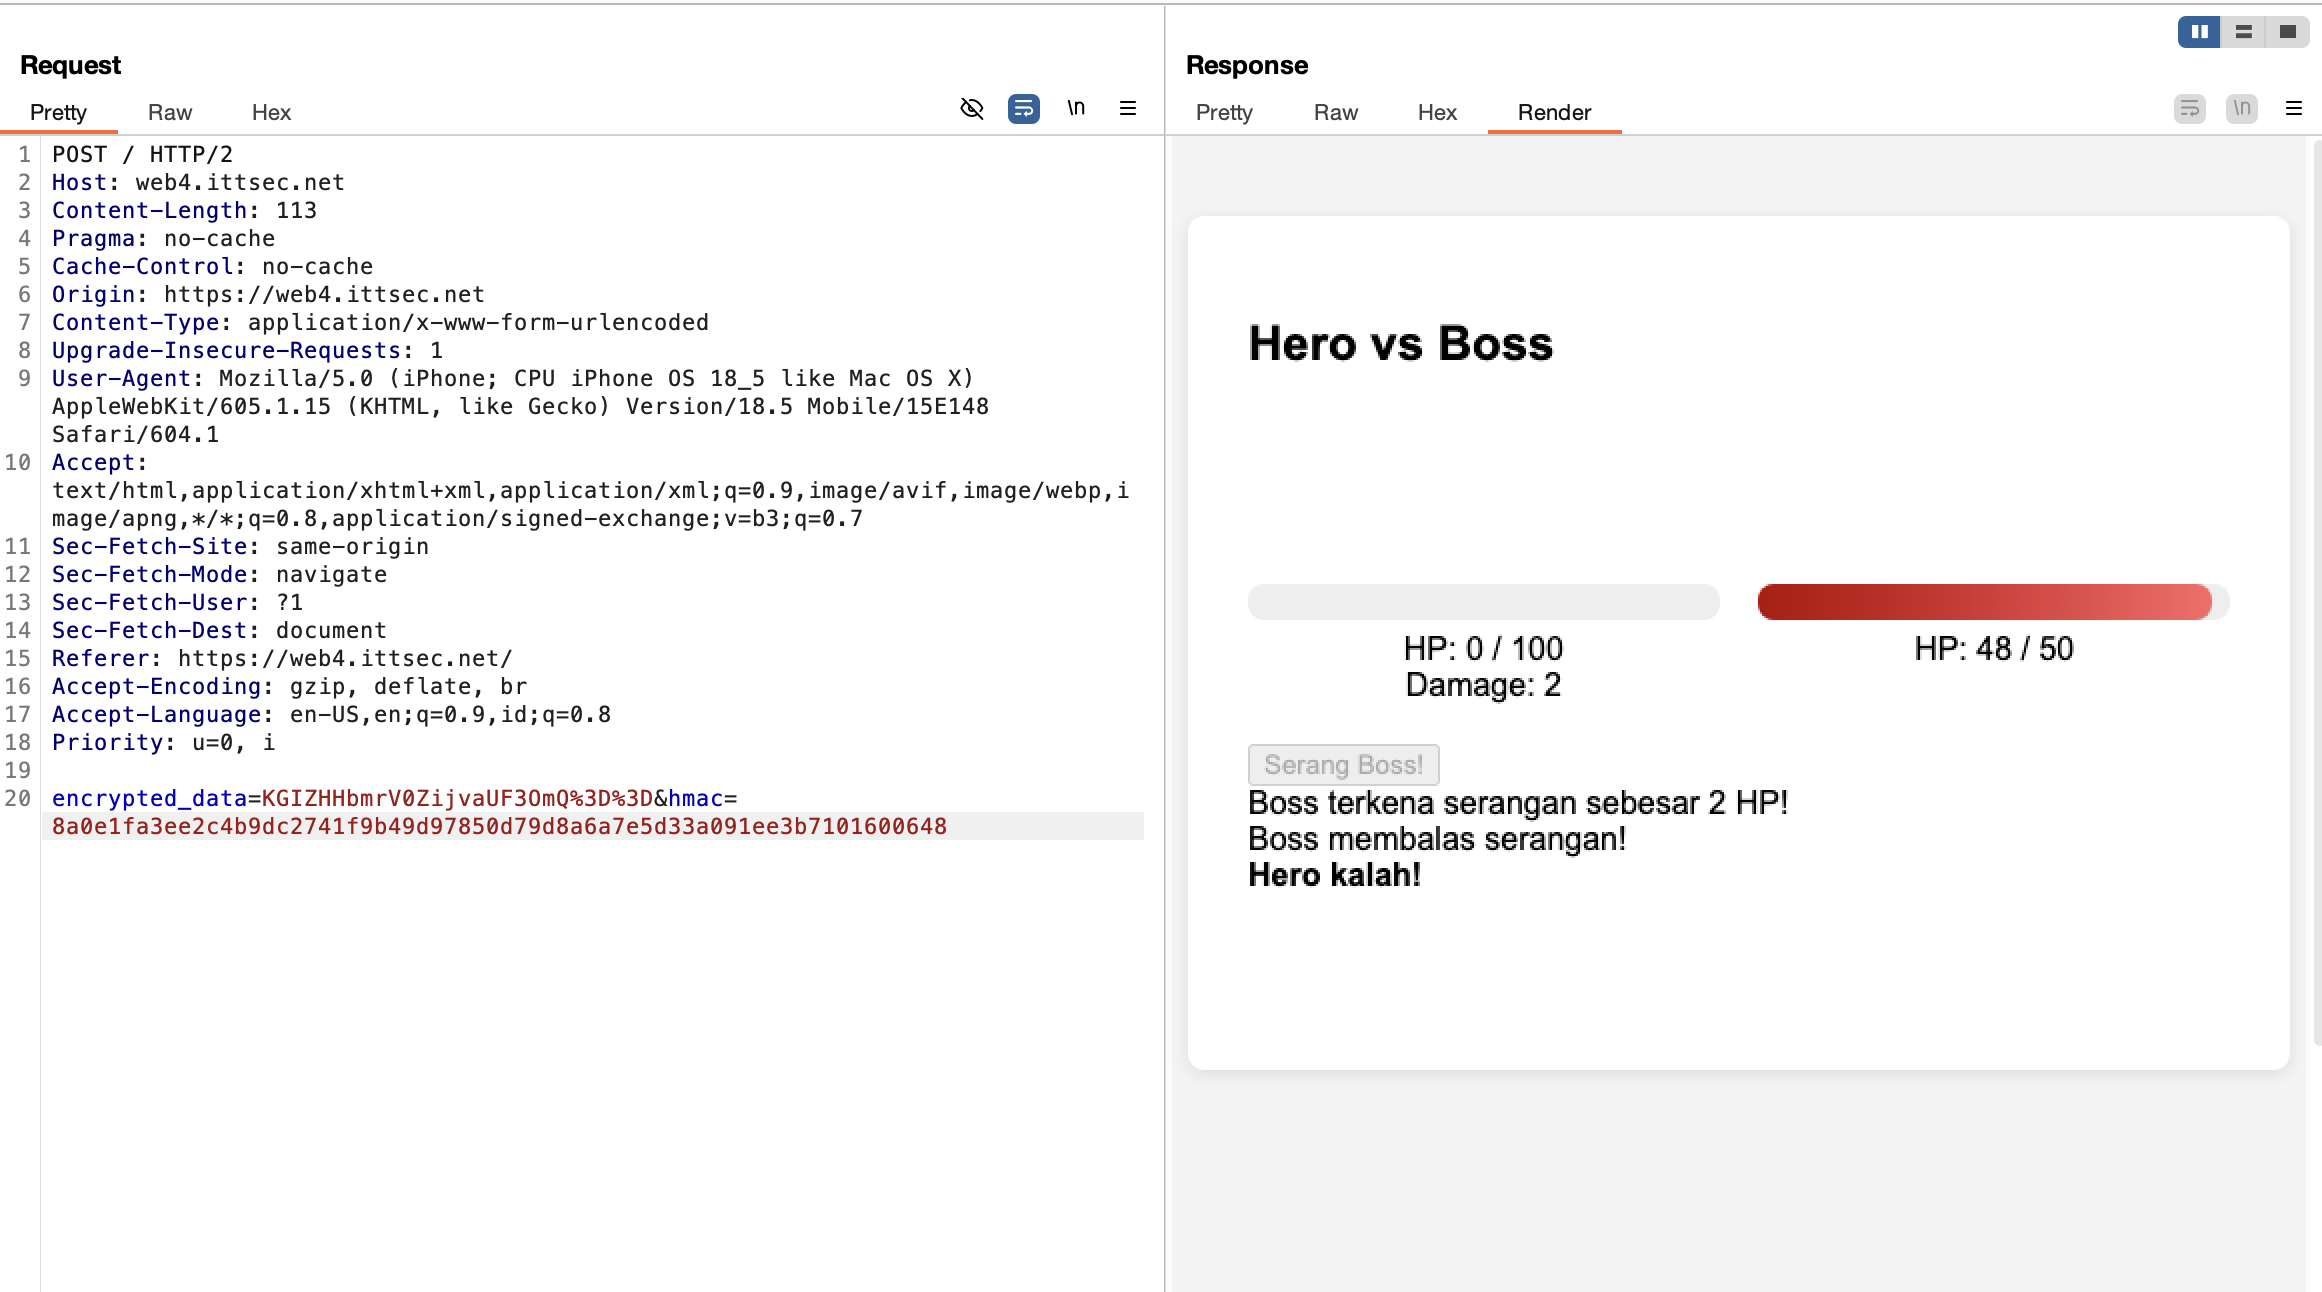 Request
Pretty Raw Hex \n
1 POST / HTTP/2
2 Host: web4.ittsec.net
3 Content-Length: 113
4 Pragma: no-cache
5 Cache-Control: no-cache
6 Origin: https://web4.ittsec.net
7 Content-Type: application/x-www-form-urlencoded
8 Upgrade-Insecure-Requests: 1
9 User-Agent: Mozilla/5.0 (iPhone; CPU iPhone OS 18_5 like Mac OS X)
AppleWebKit/605.1.15 (KHTML, like Gecko) Version/18.5 Mobile/15E148
Safari/604.1
10 Accept:
text/html,application/xhtml+xml,application/xml;q=0.9,image/avif,image/webp,i
mage/apng,*/*;q=0.8,application/signed-exchange;v=b3;q=0.7
11 Sec-Fetch-Site: same-origin
12 Sec-Fetch-Mode: navigate
13 Sec-Fetch-User: ?1
14 Sec-Fetch-Dest: document
15 Referer: https://web4.ittsec.net/
16 Accept-Encoding: gzip, deflate, br
17 Accept-Language: en-US,en;q=0.9,id;q=0.8
18 Priority: u=0, i
19
20 encrypted_data=KGIZHHbmrV0ZijvaUF3OmQ%3D%3D&hmac=
8a0e1fa3ee2c4b9dc2741f9b49d97850d79d8a6a7e5d33a091ee3b7101600648
Response
Pretty Raw Hex Render \n
Hero vs Boss
HP: 0 / 100
Damage: 2
HP: 48 / 50
Serang Boss!
Boss terkena serangan sebesar 2 HP!
Boss membalas serangan!
Hero kalah!